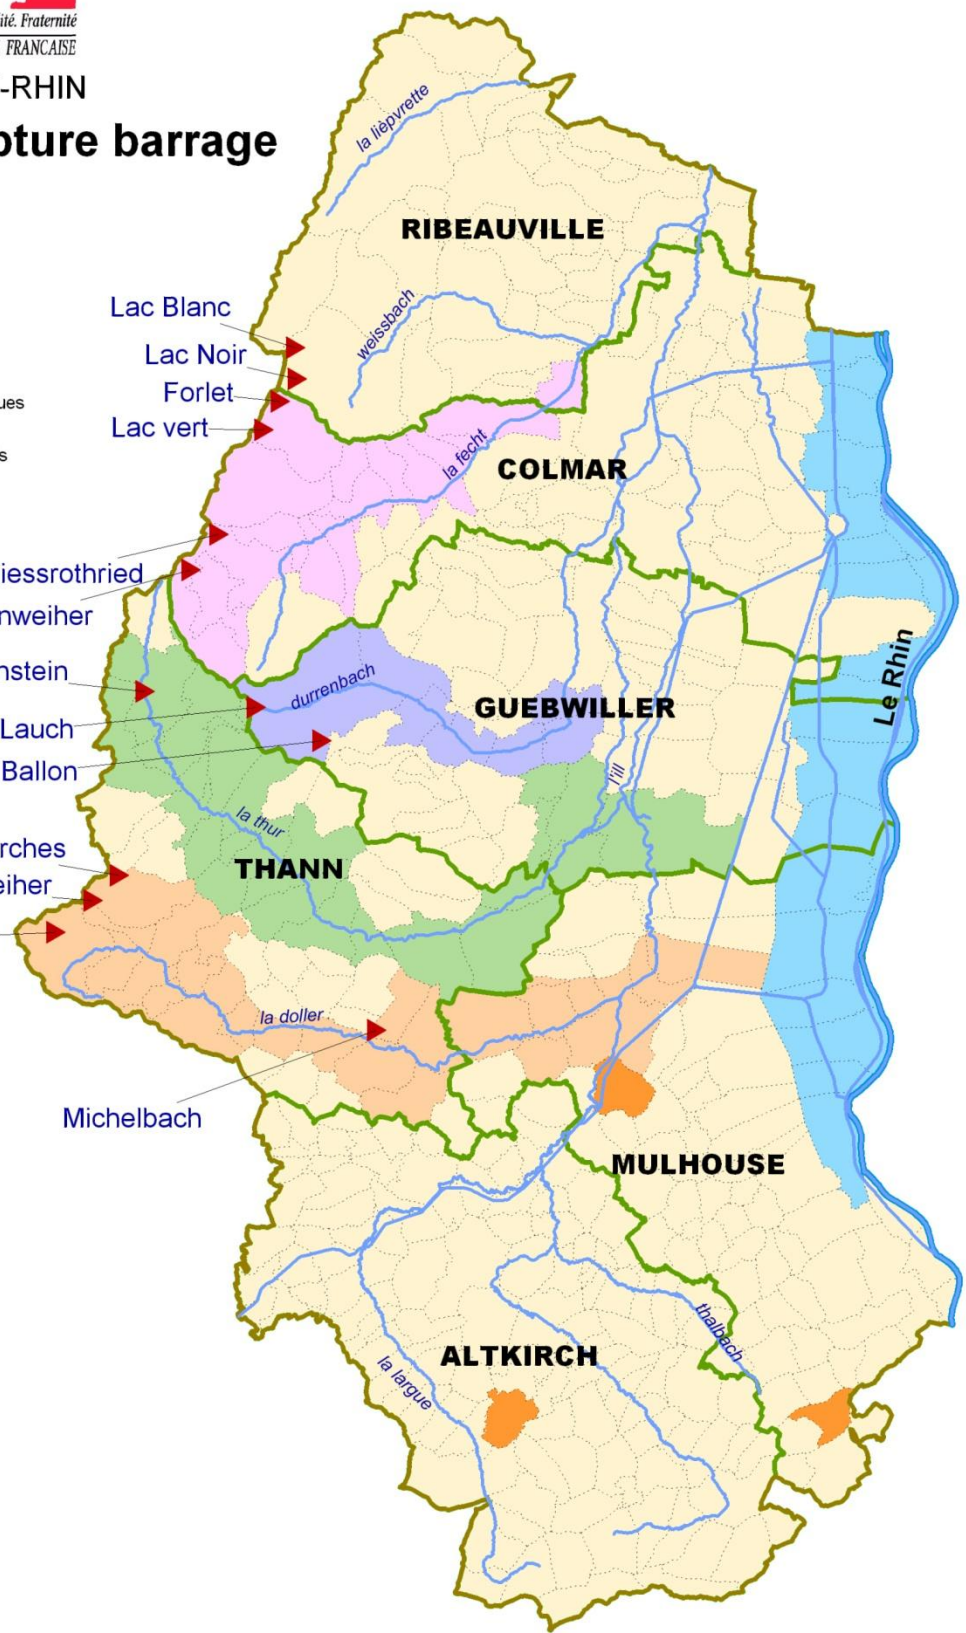 ité. Fraternité
FRANCAISE
-RHIN
pture barrage
la lièpvrette
RIBEAUVILLE
Lac Blanc
weissbach
Lac Noir
Forlet
ues
Lac vert
s
la fecht
COLMAR
iessrothried
nweiher
nstein
durrenbach
Le Rhin
GUEBWILLER
Lauch
Ballon
l'ill
la thur
rches
THANN
eiher
la doller
Michelbach
MULHOUSE
thalbach
ALTKIRCH
la largue